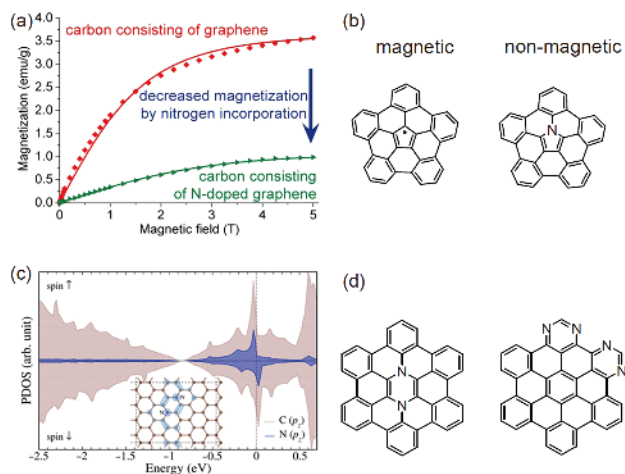 (a)
4.0
3.5
3.0
2.5
2.0
1.5
1.0
0.5
0.0
Magnetization (emu/g)
carbon consisting of graphene
decreased magnetization
by nitrogen incorporation
carbon consisting
of N-doped graphene
0 1 2 3 4 5
Magnetic field (T)
(b)
magnetic
non-magnetic
N
(c)
spin ↑
PDOS (arb. unit)
spin ↓
N
N
C (pz)
N (pz)
-2.5 -2 -1.5 -1 -0.5 0 0.5
Energy (eV)
(d)
N
N
N
N
N
N